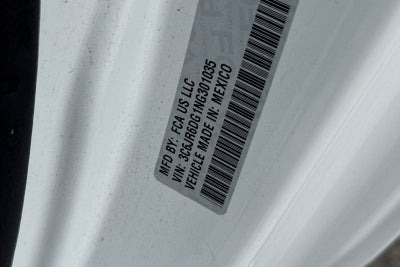 MFD BY: FCA US LLC
VIN: 3C6JR6DG1NG301035
VEHICLE MADE IN: MEXICO